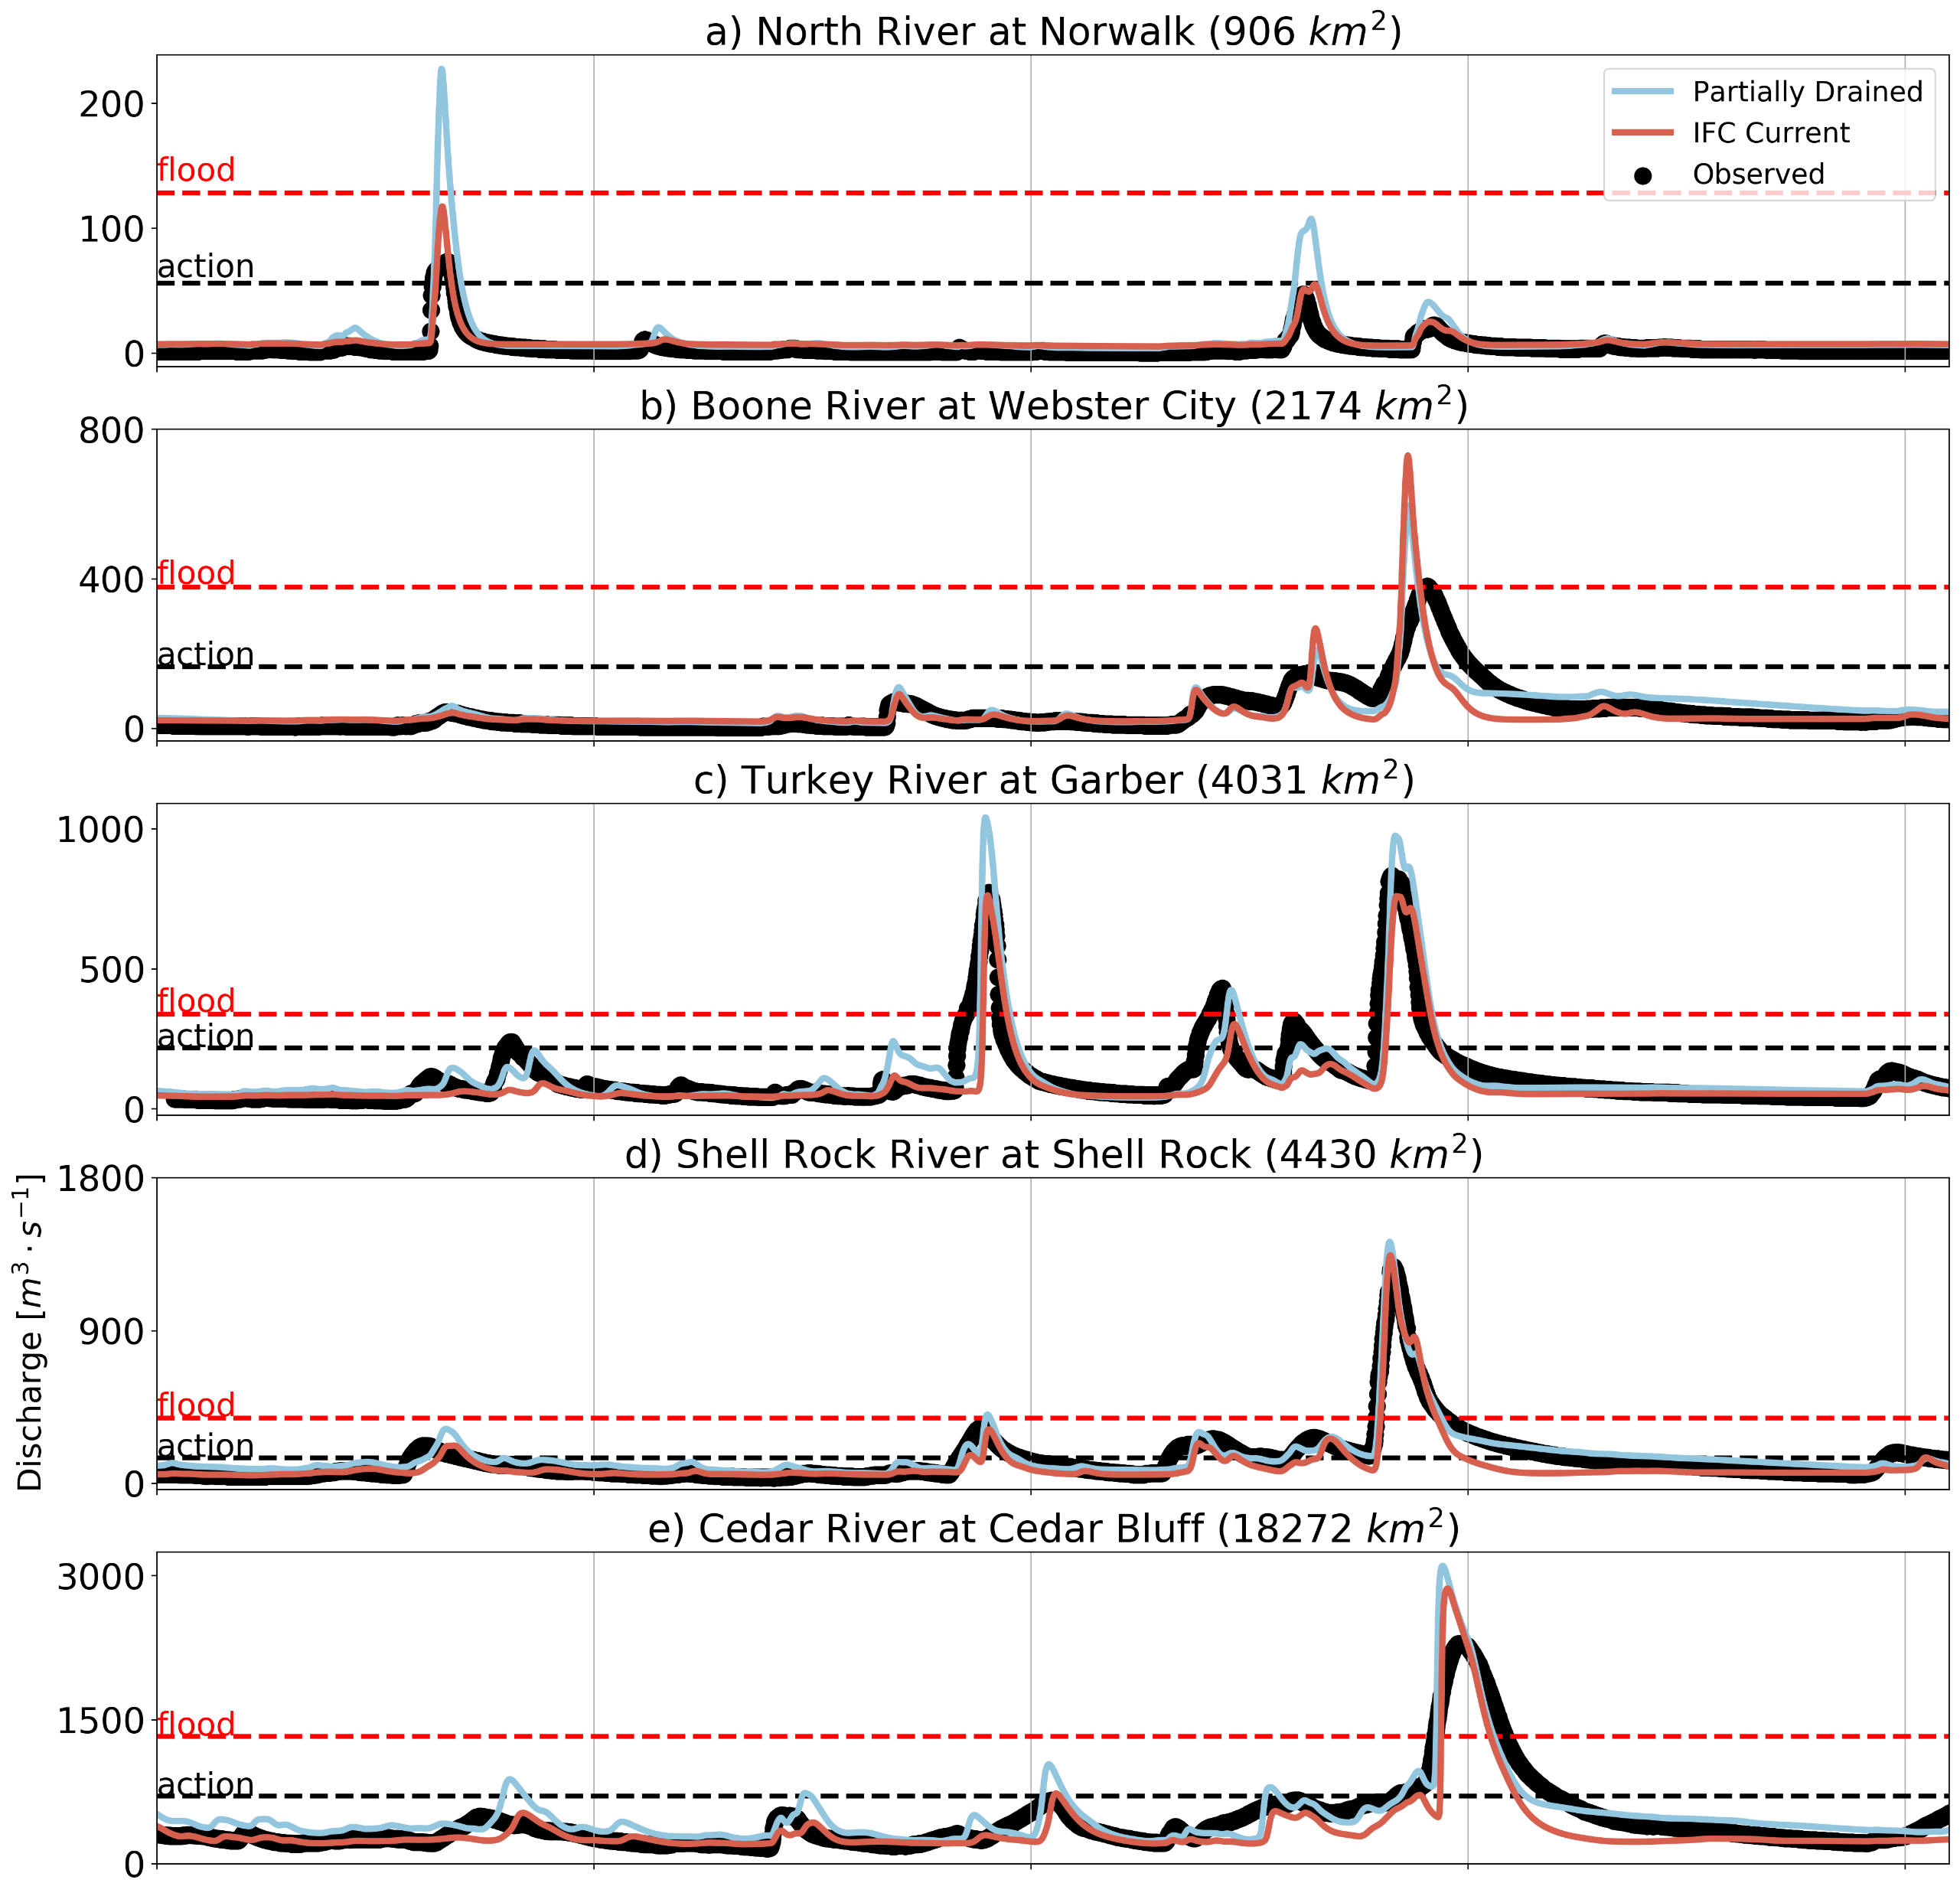 a) North River at Norwalk (906 km²)
200
100
0
flood
action
Partially Drained
IFC Current
Observed
b) Boone River at Webster City (2174 km²)
800
400
0
flood
action
c) Turkey River at Garber (4031 km²)
1000
500
0
flood
action
d) Shell Rock River at Shell Rock (4430 km²)
1800
900
0
flood
action
Discharge [m³ · s⁻¹]
e) Cedar River at Cedar Bluff (18272 km²)
3000
1500
0
flood
action